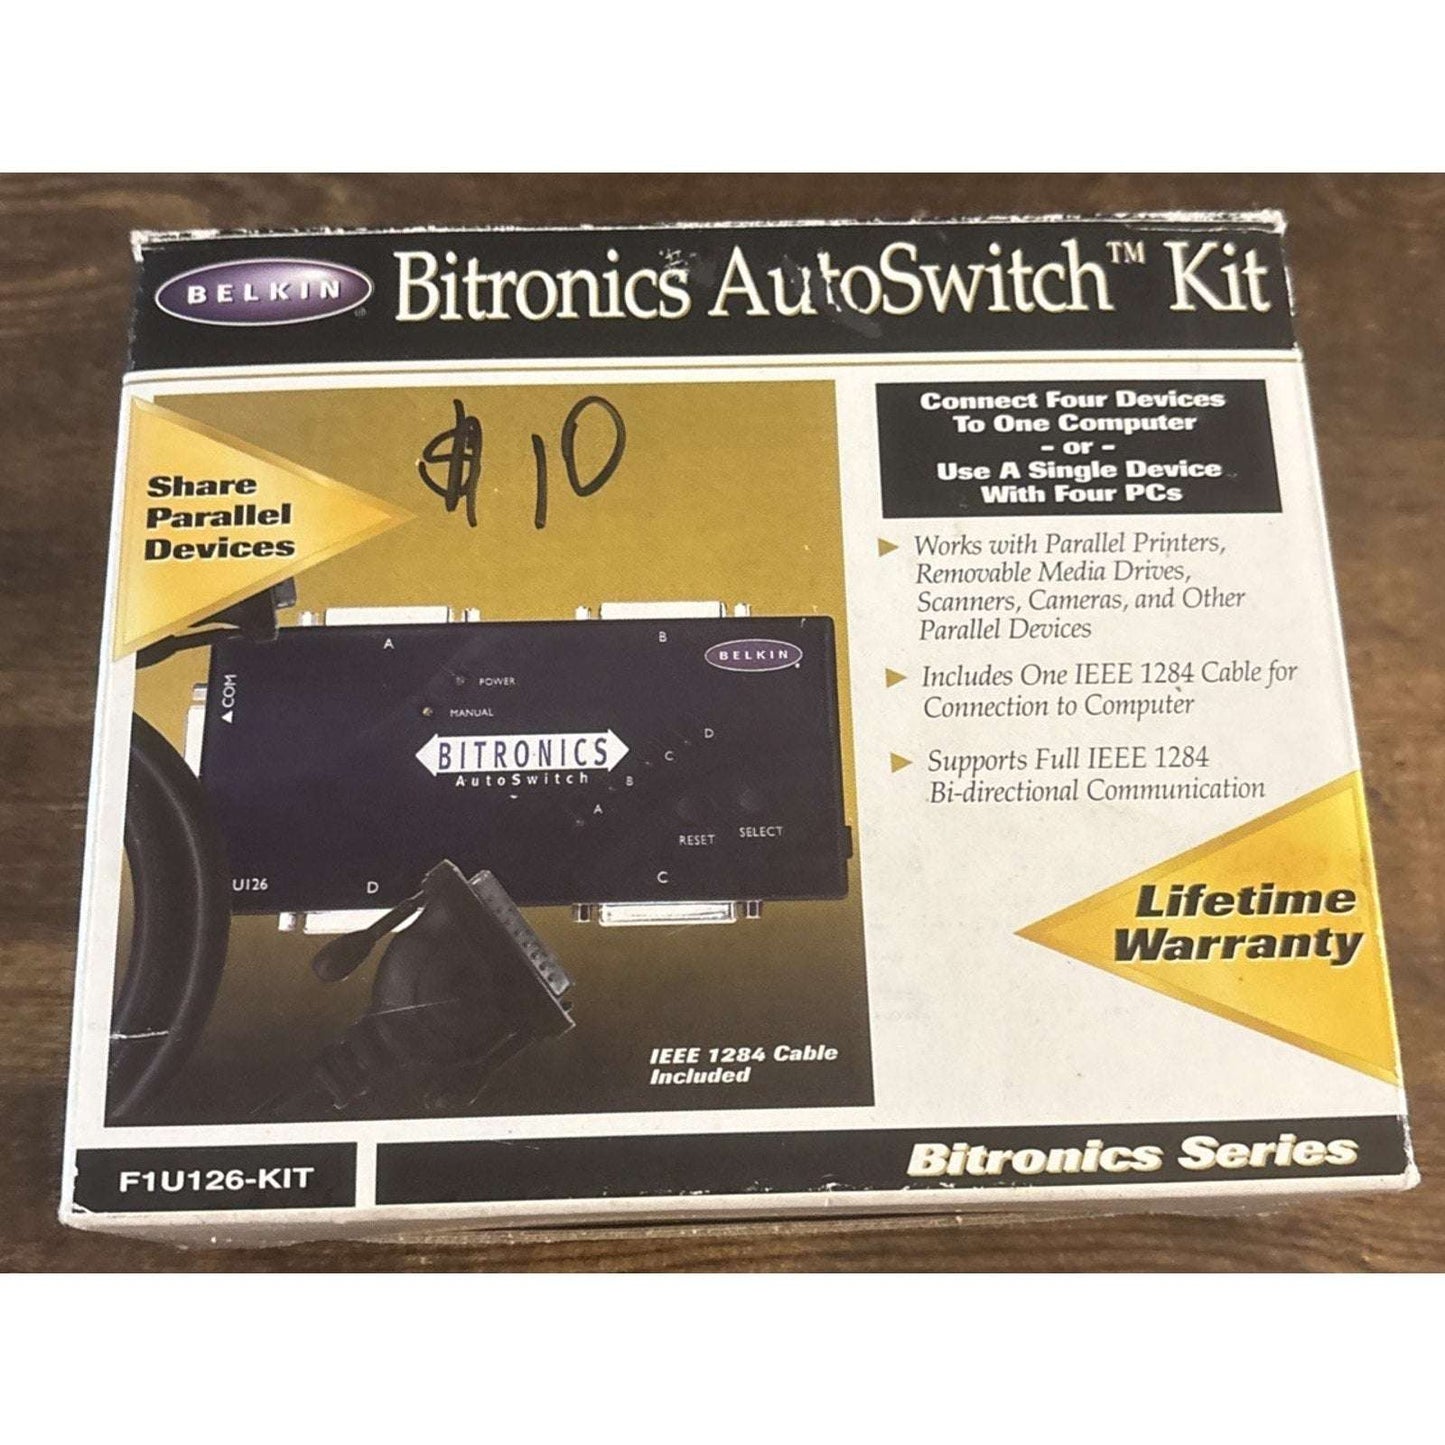 BELKIN ® Bitronics AutoSwitch™ Kit
$10
Share
Parallel
Devices
Connect Four Devices
To One Computer
- or -
Use A Single Device
With Four PCs
Works with Parallel Printers,
Removable Media Drives,
Scanners, Cameras, and Other
Parallel Devices
Includes One IEEE 1284 Cable for
Connection to Computer
Supports Full IEEE 1284
Bi-directional Communication
A
B
BELKIN
▲COM
POWER
MANUAL
BITRONICS
AutoSwitch
D
C
B
A
RESET
SELECT
U126
D
C
Lifetime
Warranty
IEEE 1284 Cable
Included
F1U126-KIT
Bitronics Series